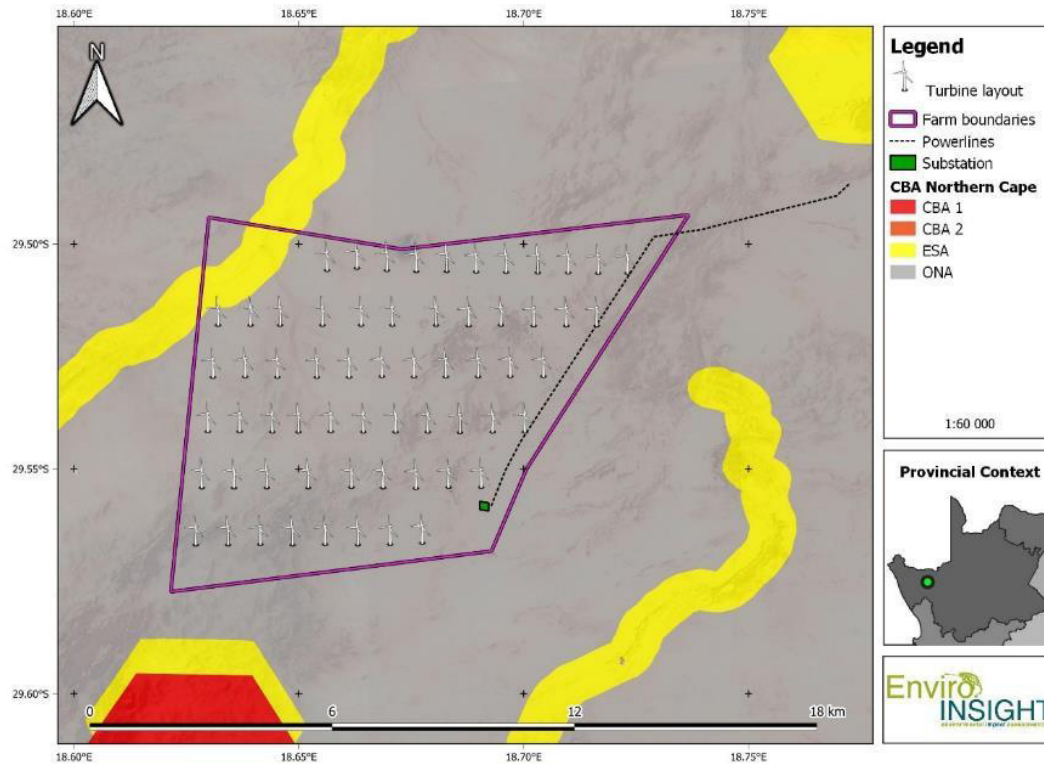 18.60°E
18.65°E
18.70°E
18.75°E
N
29.50°S
29.55°S
29.60°S
0
6
12
18 km
18.60°E
18.65°E
18.70°E
18.75°E
Legend
Turbine layout
Farm boundaries
Powerlines
Substation
CBA Northern Cape
CBA 1
CBA 2
ESA
ONA
1:60 000
Provincial Context
Enviro
INSIGHT